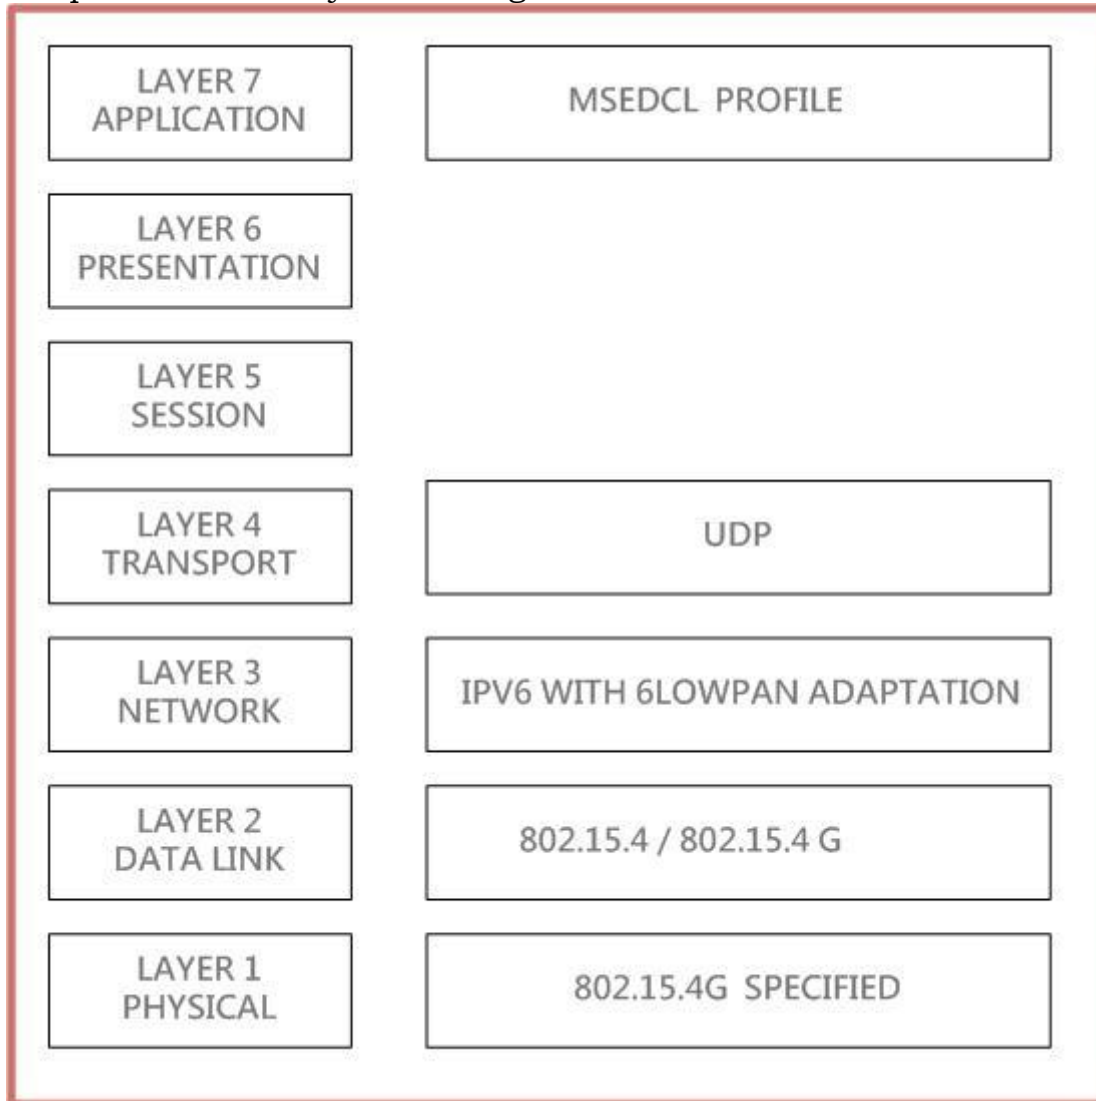 LAYER 7
APPLICATION
MSEDCL PROFILE
LAYER 6
PRESENTATION
LAYER 5
SESSION
LAYER 4
TRANSPORT
UDP
LAYER 3
NETWORK
IPV6 WITH 6LOWPAN ADAPTATION
LAYER 2
DATA LINK
802.15.4 / 802.15.4 G
LAYER 1
PHYSICAL
802.15.4G SPECIFIED